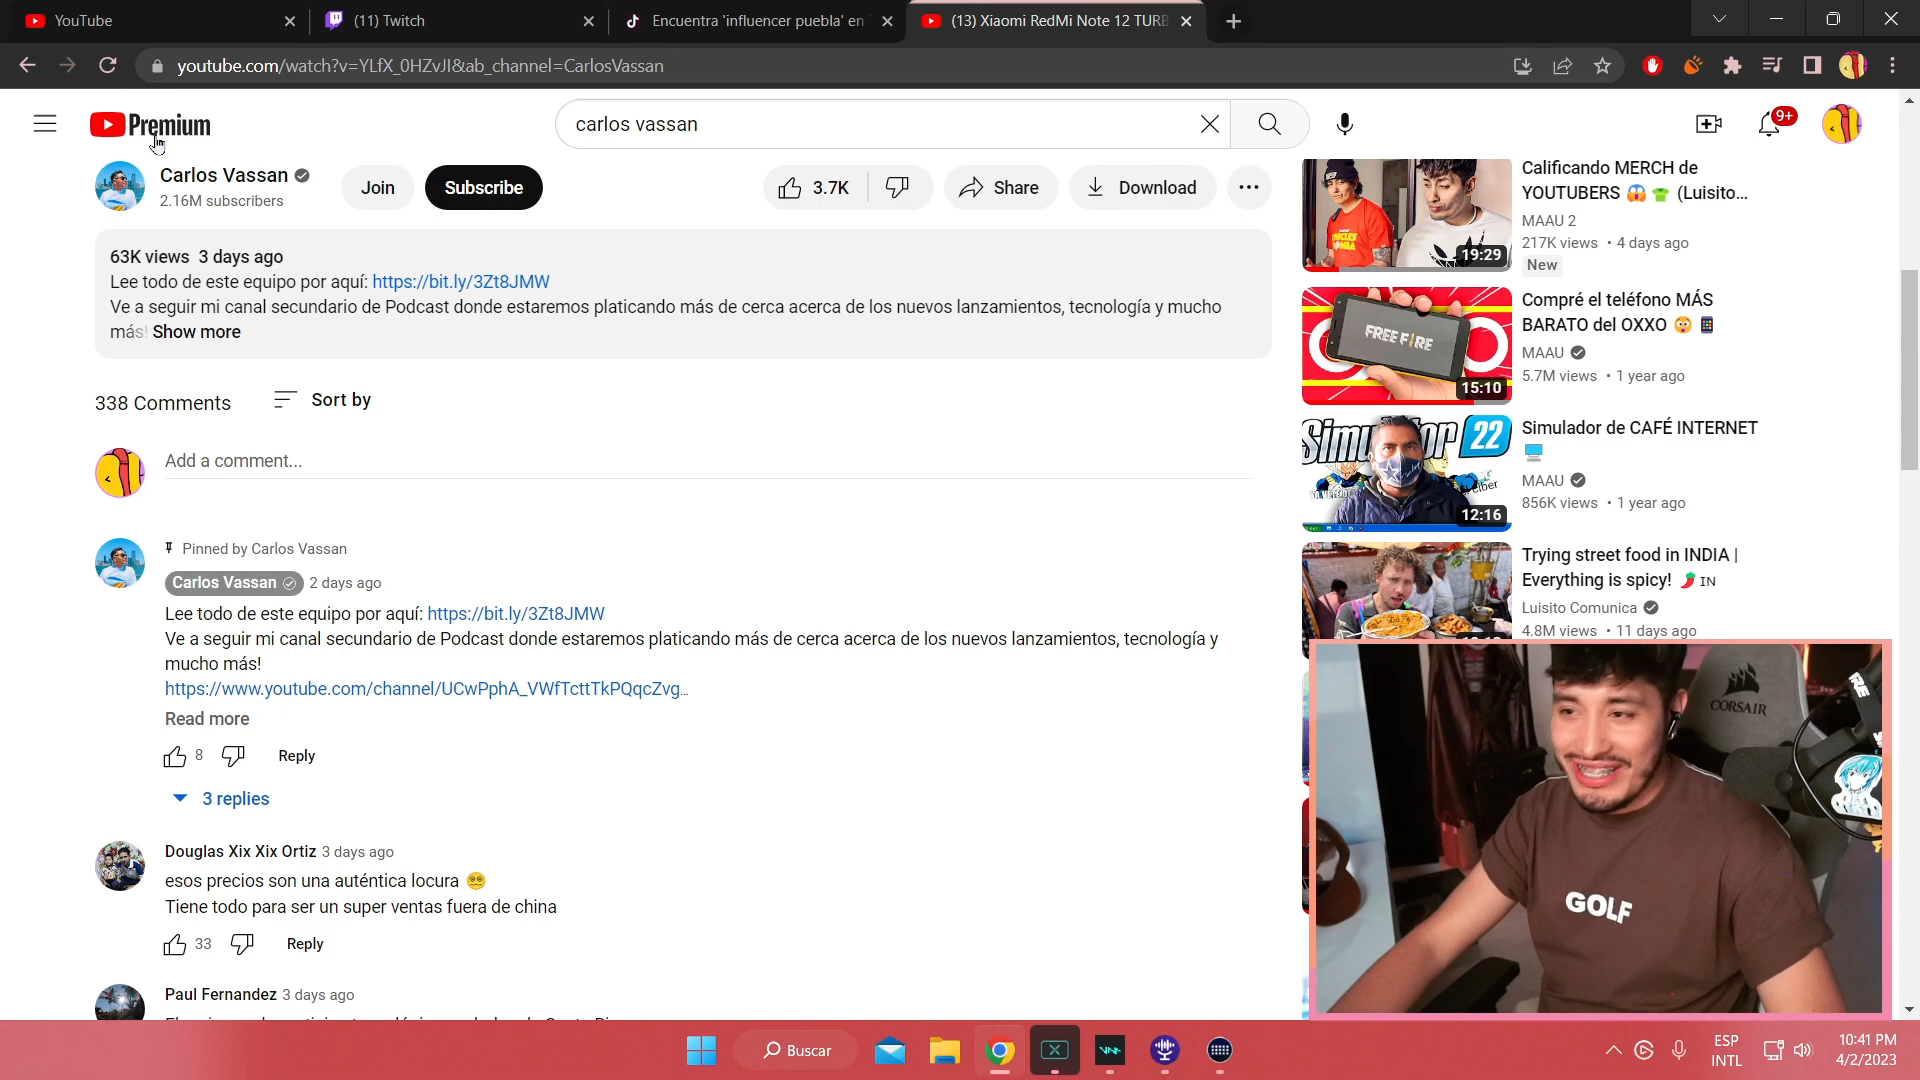 YouTube
(11) Twitch
Encuentra 'influencer puebla' en
(13) Xiaomi RedMi Note 12 TURB
youtube.com/watch?v=YLfX_0HZvJI&ab_channel=CarlosVassan
Premium
carlos vassan
9+
Carlos Vassan
2.16M subscribers
Join
Subscribe
3.7K
Share
Download
63K views 3 days ago
Lee todo de este equipo por aquí: https://bit.ly/3Zt8JMW
Ve a seguir mi canal secundario de Podcast donde estaremos platicando más de cerca acerca de los nuevos lanzamientos, tecnología y mucho
más! Show more
338 Comments
Sort by
Add a comment...
Pinned by Carlos Vassan
Carlos Vassan 2 days ago
Lee todo de este equipo por aquí: https://bit.ly/3Zt8JMW
Ve a seguir mi canal secundario de Podcast donde estaremos platicando más de cerca acerca de los nuevos lanzamientos, tecnología y
mucho más!
https://www.youtube.com/channel/UCwPphA_VWfTcttTkPQqcZvg...
Read more
8
Reply
3 replies
Douglas Xix Xix Ortiz 3 days ago
esos precios son una auténtica locura 😵‍💫
Tiene todo para ser un super ventas fuera de china
33
Reply
Paul Fernandez 3 days ago
19:29
Calificando MERCH de
YOUTUBERS 😱 👕 (Luisito...
MAAU 2
217K views • 4 days ago
New
FREE FIRE
15:10
Compré el teléfono MÁS
BARATO del OXXO 😳 📱
MAAU
5.7M views • 1 year ago
Simulator 22
12:16
Simulador de CAFÉ INTERNET
🖥️
MAAU
856K views • 1 year ago
Trying street food in INDIA |
Everything is spicy! 🌶️ IN
Luisito Comunica
4.8M views • 11 days ago
CORSAIR
GOLF
Buscar
ESP
INTL
10:41 PM
4/2/2023